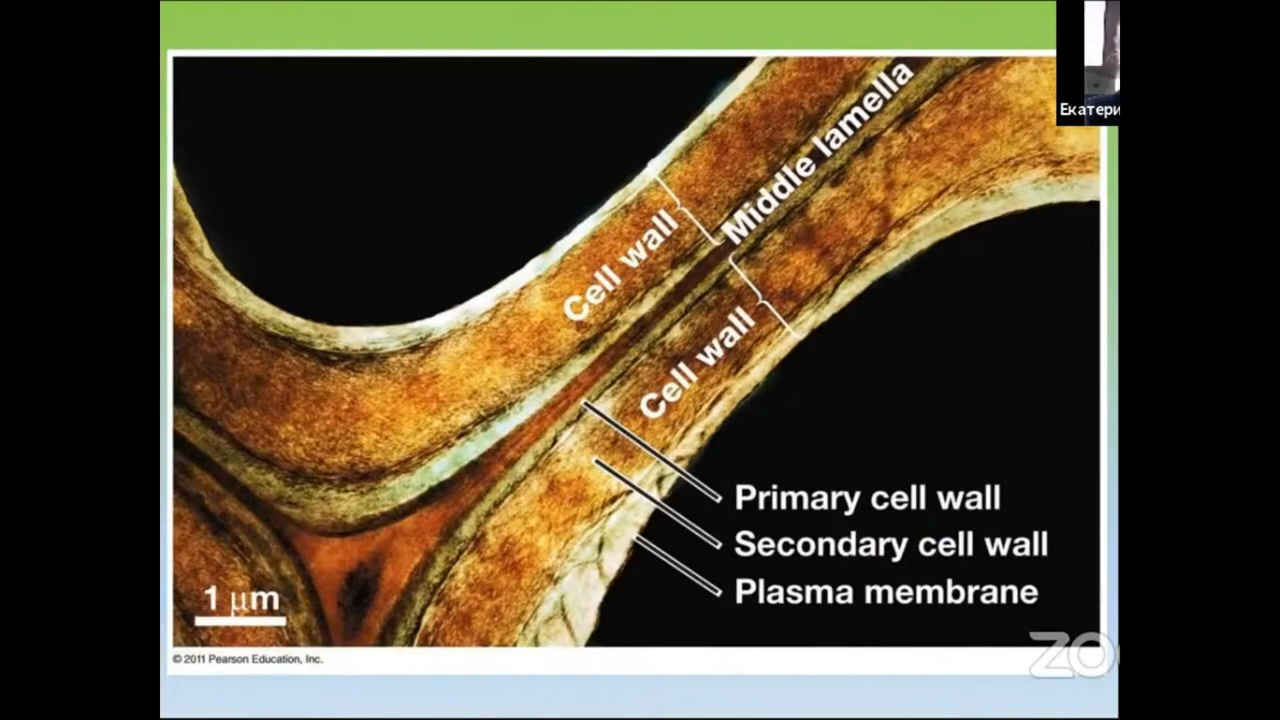 Екатери
Middle lamella
Cell wall
Cell wall
Primary cell wall
Secondary cell wall
Plasma membrane
1 µm
© 2011 Pearson Education, Inc.
ZO